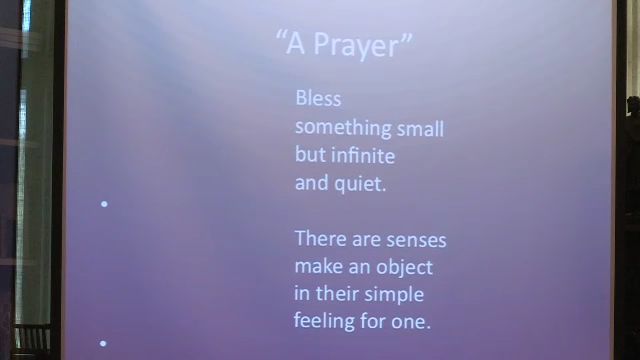 “A Prayer”
Bless
something small
but infinite
and quiet.
There are senses
make an object
in their simple
feeling for one.